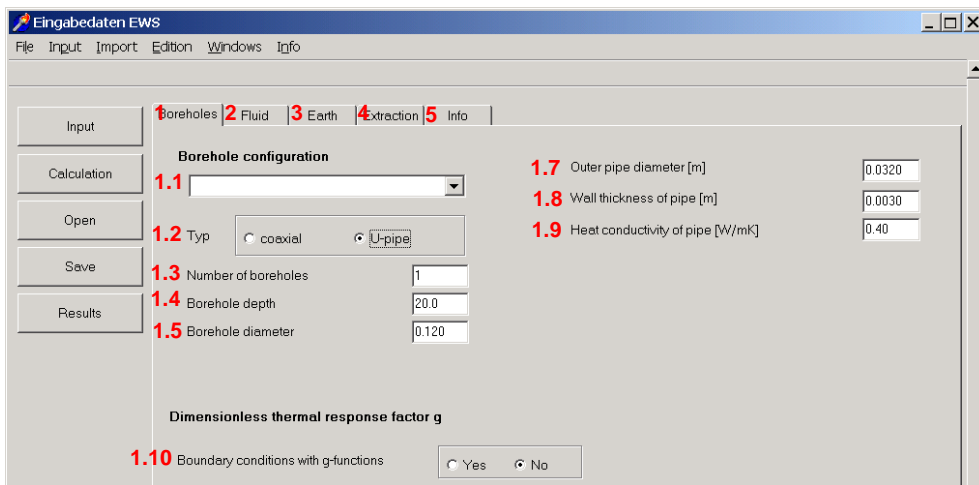 Eingabedaten EWS
File Input Import Edition Windows Info
1 Boreholes 2 Fluid 3 Earth 4 Extraction 5 Info
Input
Calculation
Open
Save
Results
Borehole configuration
1.1
1.2 Typ coaxial U-pipe
1.3 Number of boreholes 1
1.4 Borehole depth 20.0
1.5 Borehole diameter 0.120
1.7 Outer pipe diameter [m] 0.0320
1.8 Wall thickness of pipe [m] 0.0030
1.9 Heat conductivity of pipe [W/mK] 0.40
Dimensionless thermal response factor g
1.10 Boundary conditions with g-functions Yes No